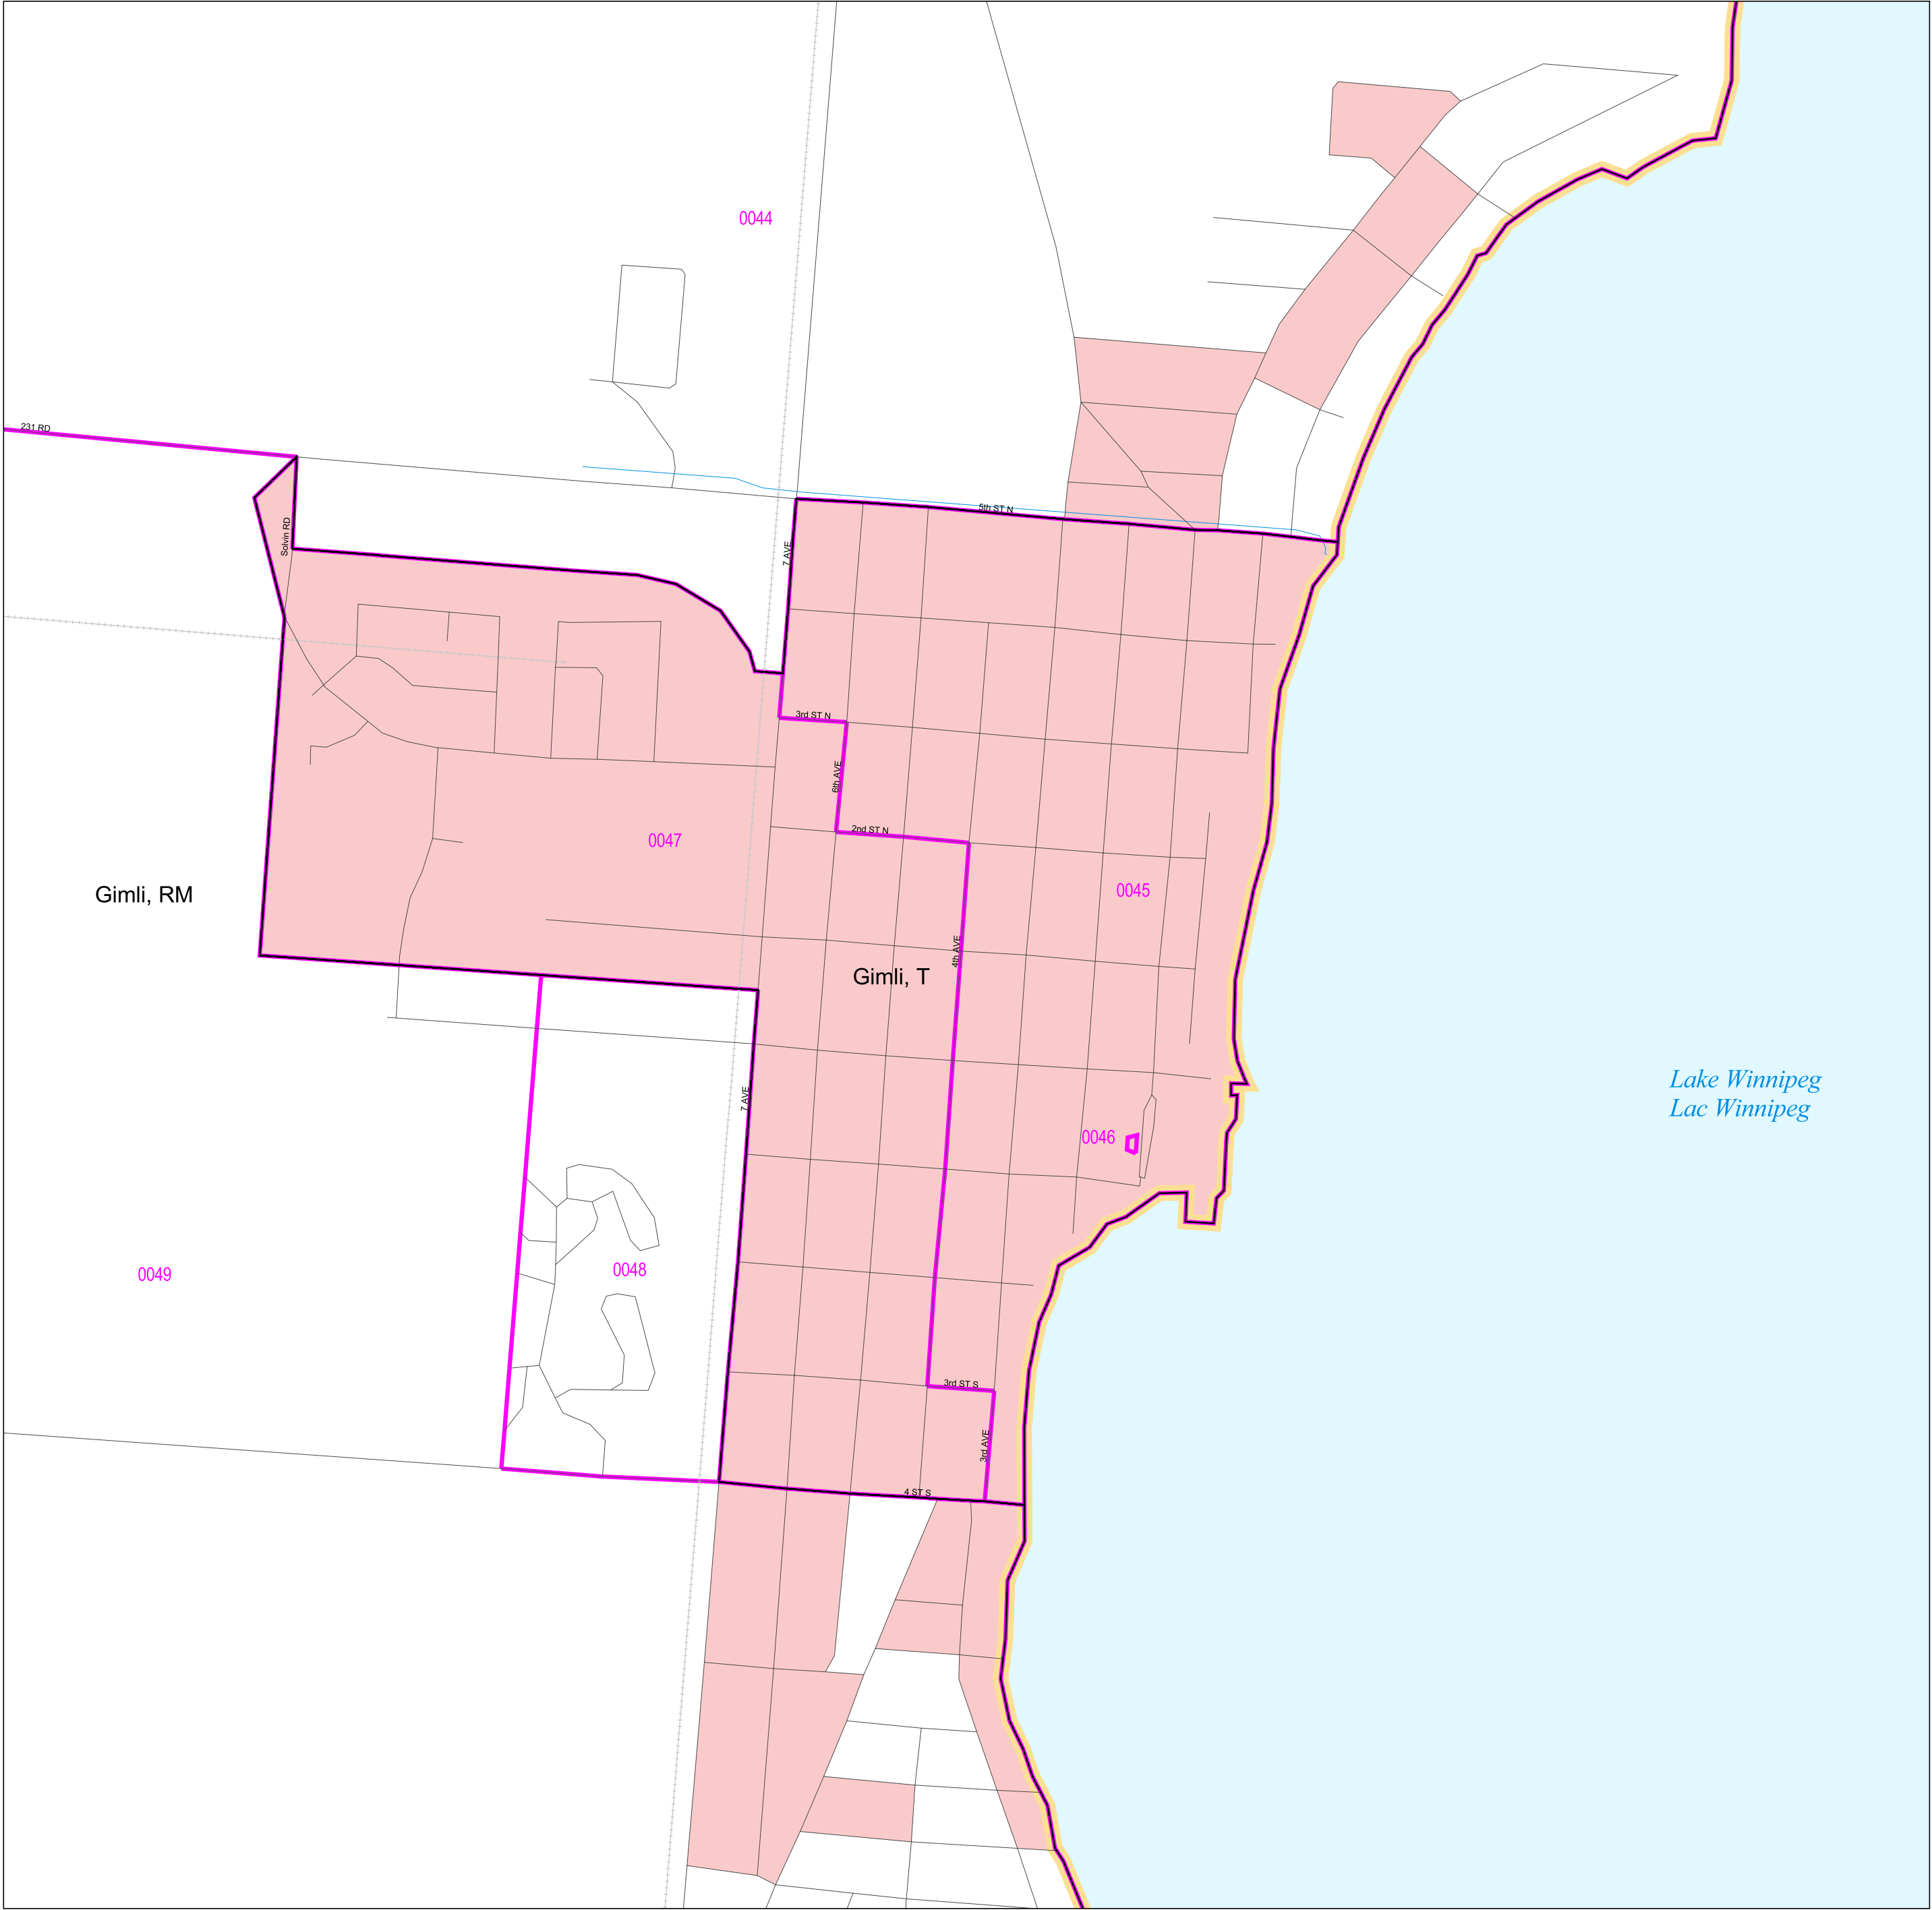 0044
231 RD
Solvin RD
5th ST N
7 AVE
3rd ST N
6th AVE
2nd ST N
0047
0045
Gimli, RM
4th AVE
Gimli, T
Lake Winnipeg
Lac Winnipeg
7 AVE
0046
0049
0048
3rd ST S
3rd AVE
4 ST S